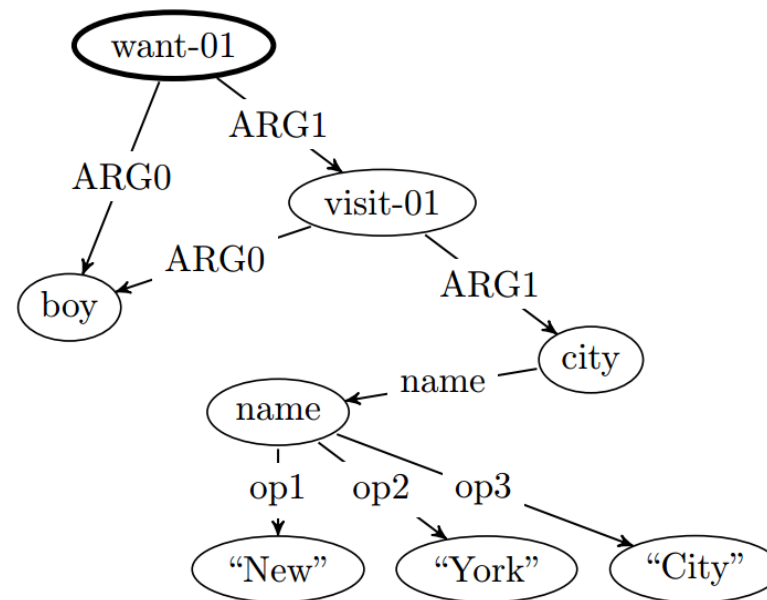 want-01
ARG1
ARG0
visit-01
ARG0
ARG1
boy
city
name
name
op1 op2 op3
“New” “York” “City”